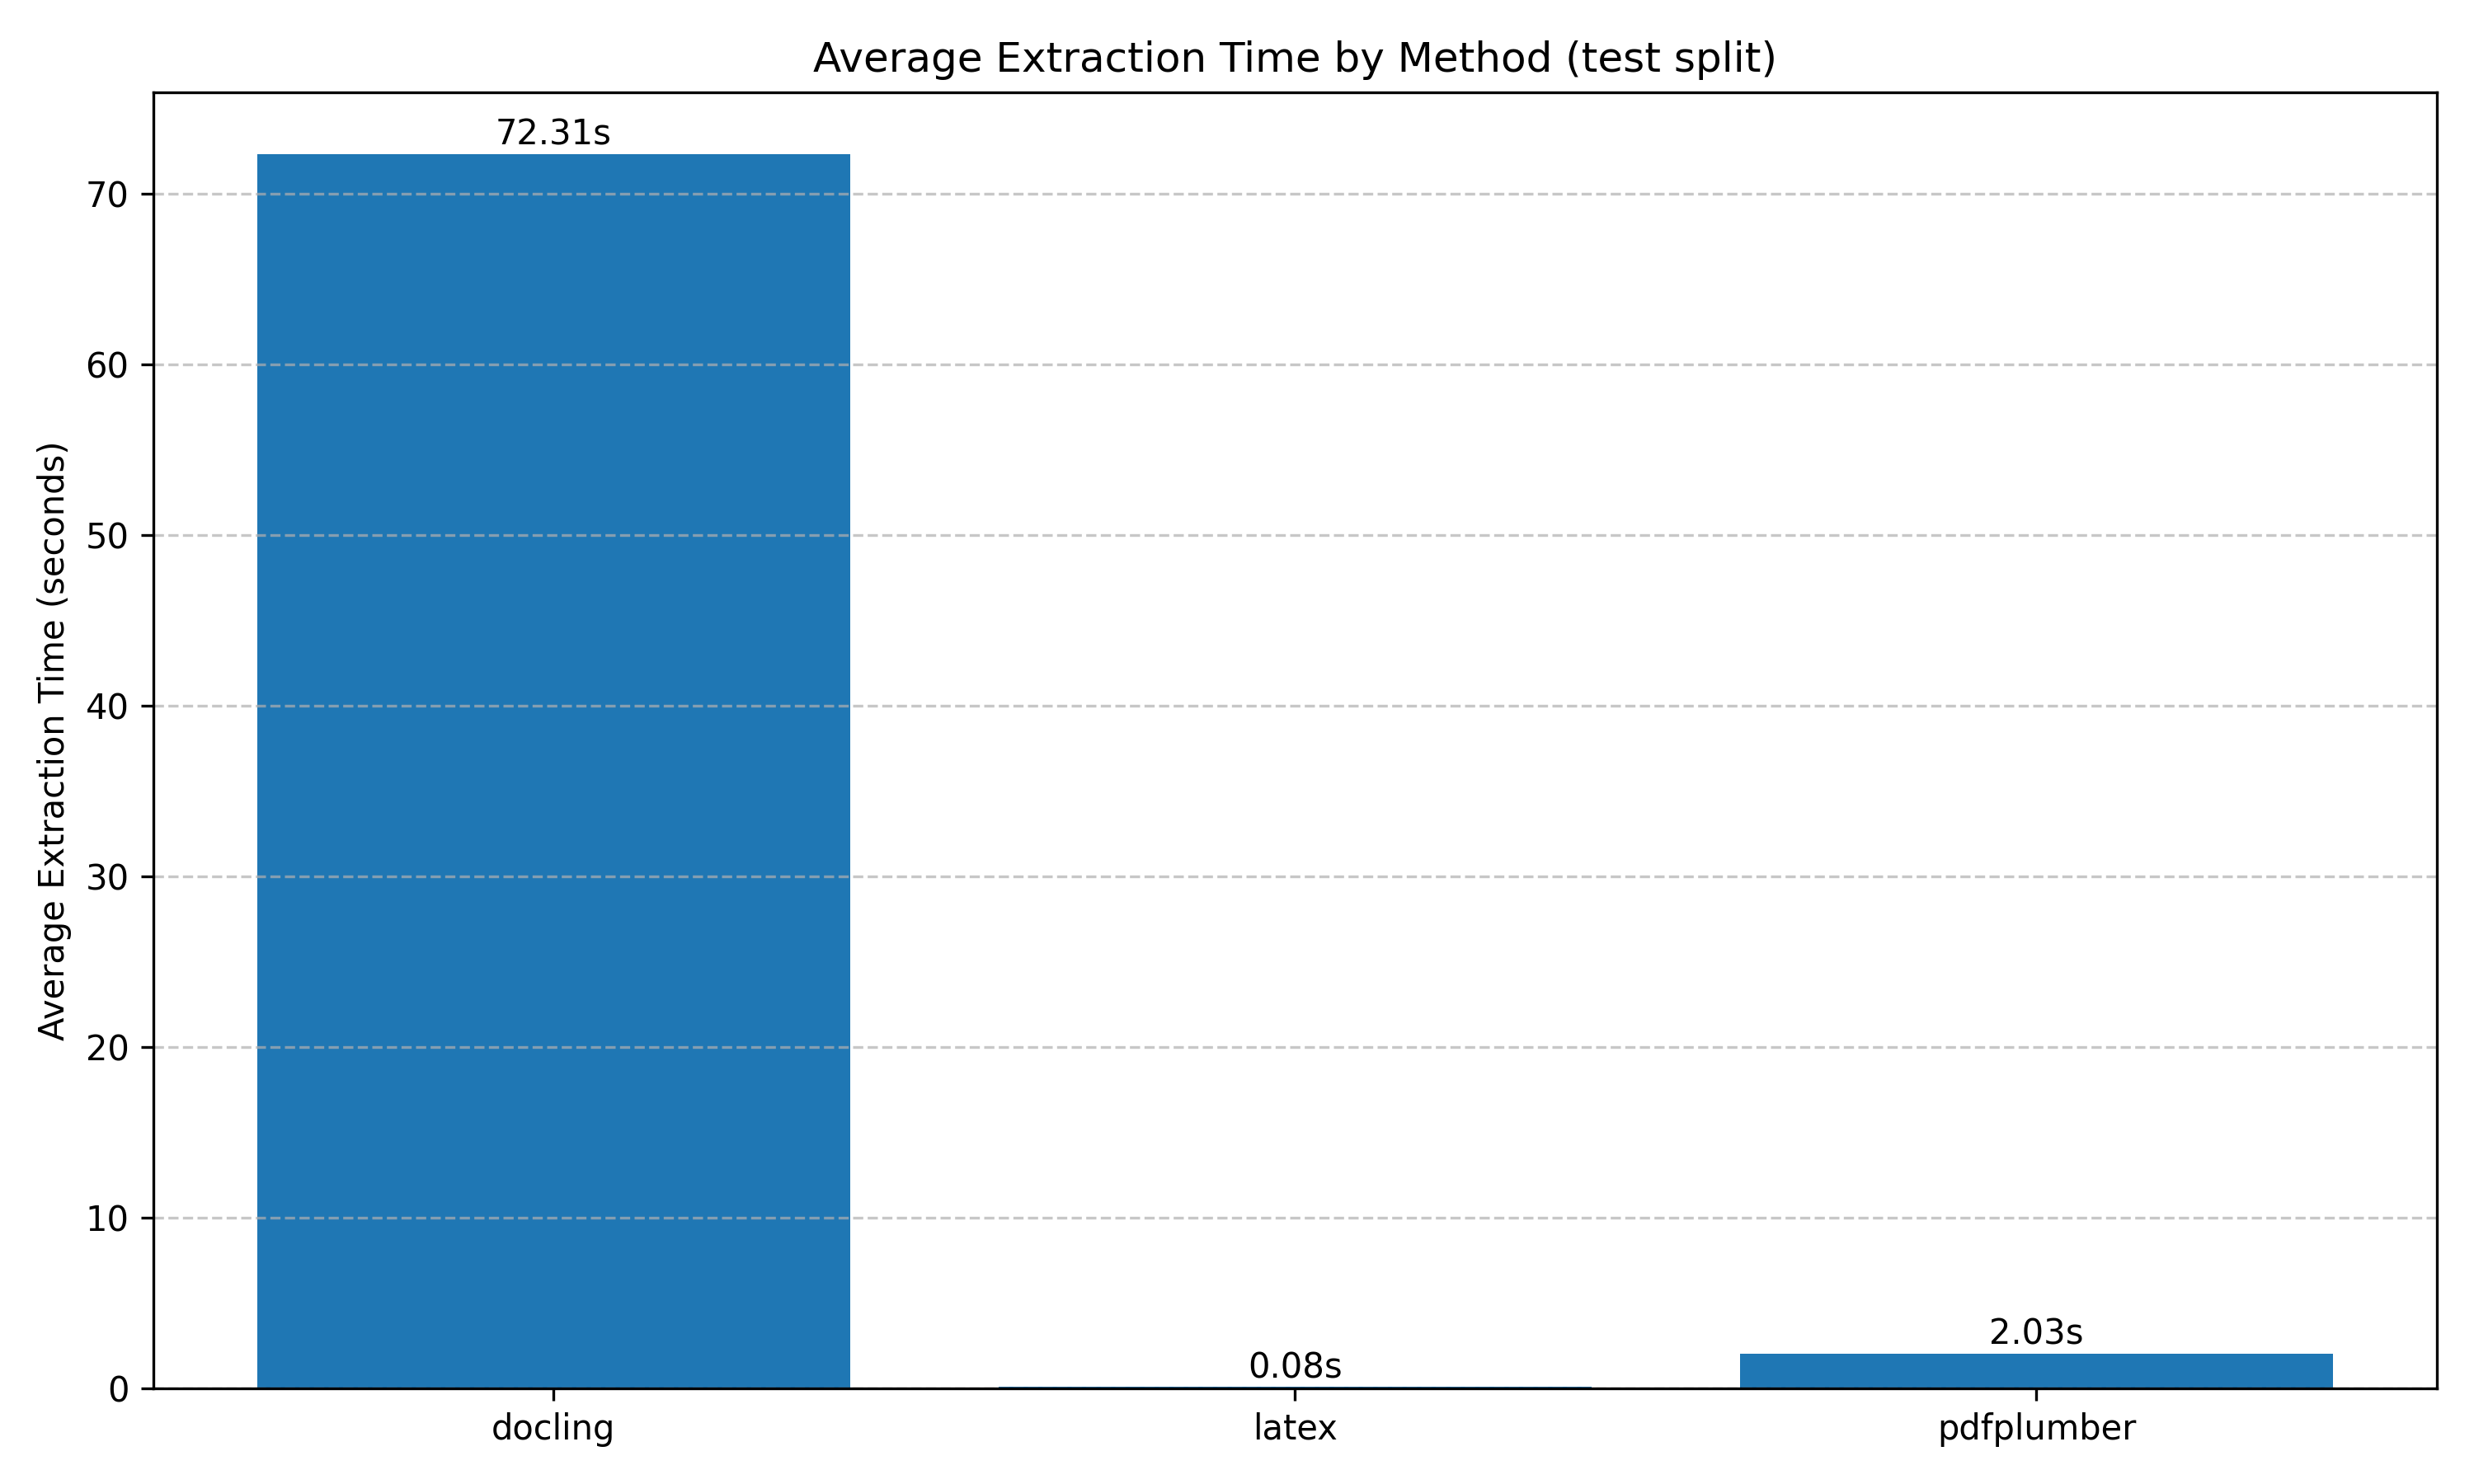 Average Extraction Time by Method (test split)
Average Extraction Time (seconds)
70
60
50
40
30
20
10
0
72.31s
0.08s
2.03s
docling
latex
pdfplumber